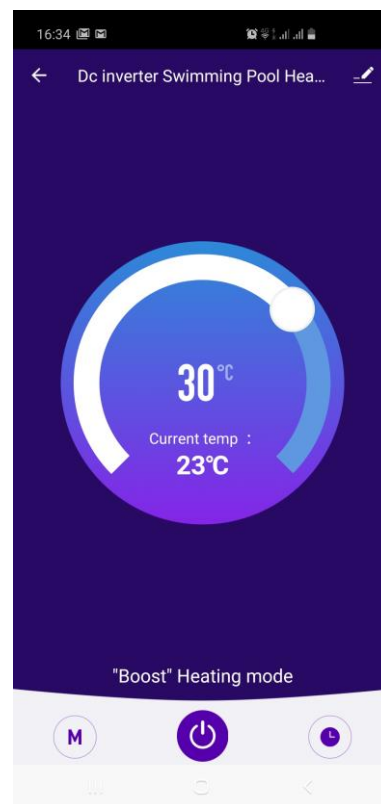 16:34
Dc inverter Swimming Pool Hea...
30°C
Current temp :
23°C
"Boost" Heating mode
M